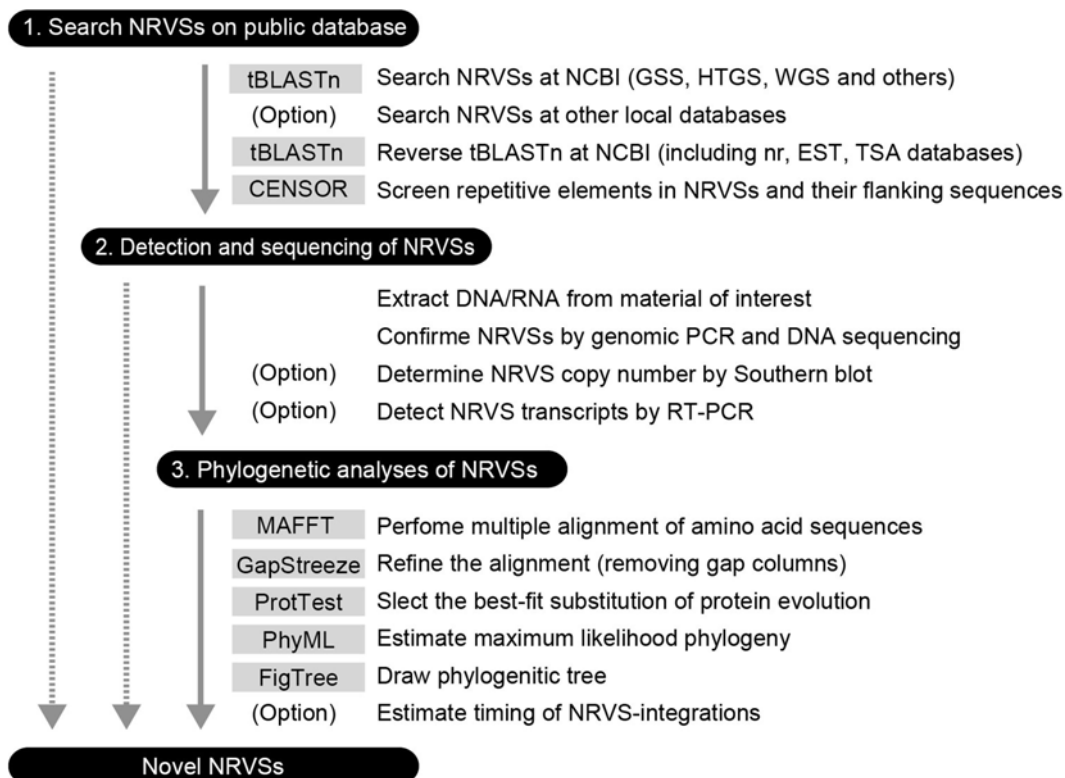 1. Search NRVSs on public database
tBLASTn Search NRVSs at NCBI (GSS, HTGS, WGS and others)
(Option) Search NRVSs at other local databases
tBLASTn Reverse tBLASTn at NCBI (including nr, EST, TSA databases)
CENSOR Screen repetitive elements in NRVSs and their flanking sequences
2. Detection and sequencing of NRVSs
Extract DNA/RNA from material of interest
Confirme NRVSs by genomic PCR and DNA sequencing
(Option) Determine NRVS copy number by Southern blot
(Option) Detect NRVS transcripts by RT-PCR
3. Phylogenetic analyses of NRVSs
MAFFT Perfome multiple alignment of amino acid sequences
GapStreeze Refine the alignment (removing gap columns)
ProtTest Slect the best-fit substitution of protein evolution
PhyML Estimate maximum likelihood phylogeny
FigTree Draw phylogenitic tree
(Option) Estimate timing of NRVS-integrations
Novel NRVSs